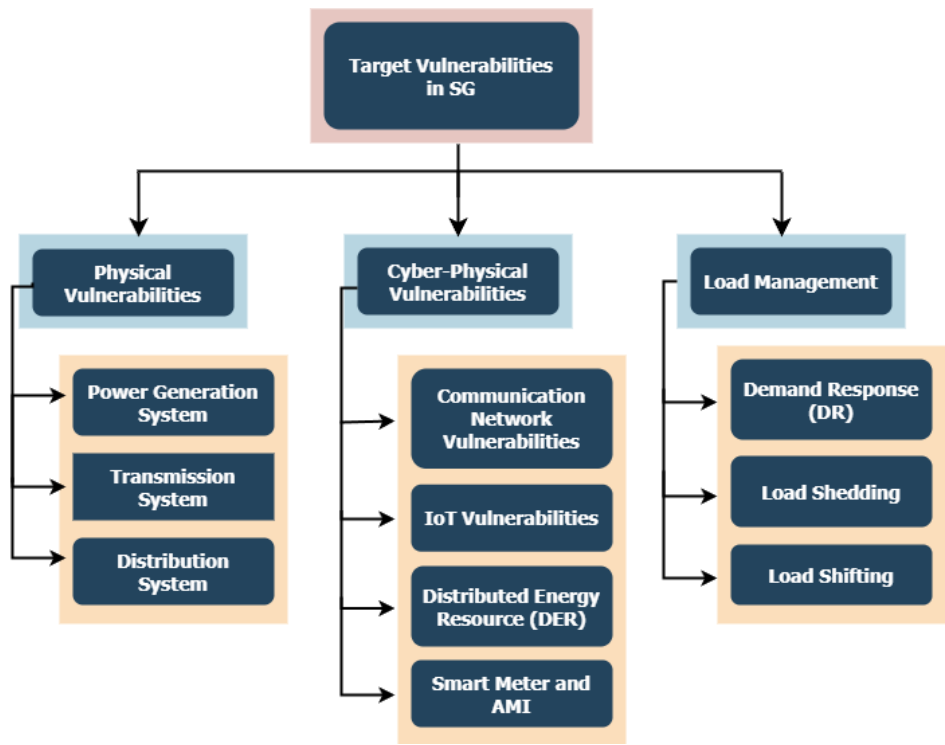 Target Vulnerabilities
in SG
Physical
Vulnerabilities
Cyber-Physical
Vulnerabilities
Load Management
Power Generation
System
Transmission
System
Distribution
System
Communication
Network
Vulnerabilities
IoT Vulnerabilities
Distributed Energy
Resource (DER)
Smart Meter and
AMI
Demand Response
(DR)
Load Shedding
Load Shifting